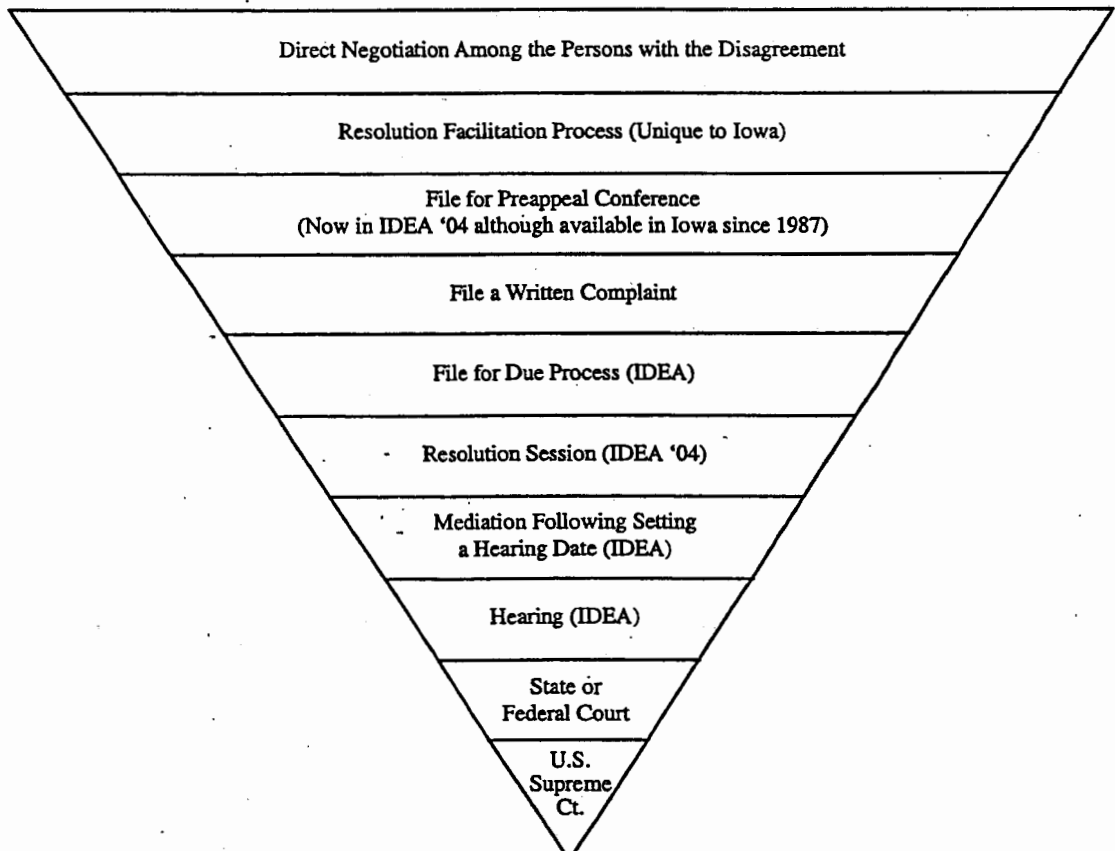 Direct Negotiation Among the Persons with the Disagreement
Resolution Facilitation Process (Unique to Iowa)
File for Preappeal Conference
(Now in IDEA ‘04 although available in Iowa since 1987)
File a Written Complaint
File for Due Process (IDEA)
Resolution Session (IDEA ‘04)
Mediation Following Setting
a Hearing Date (IDEA)
Hearing (IDEA)
State or
Federal Court
U.S.
Supreme
Ct.